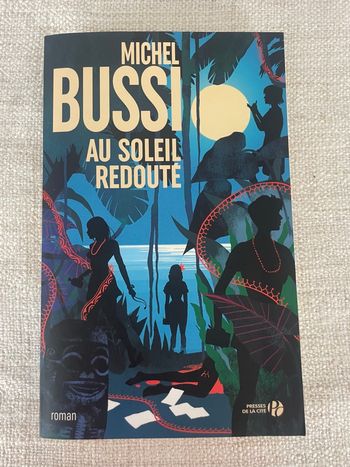 MICHEL
BUSSI
AU SOLEIL
REDOUTÉ
roman
PRESSES
DE LA CITÉ